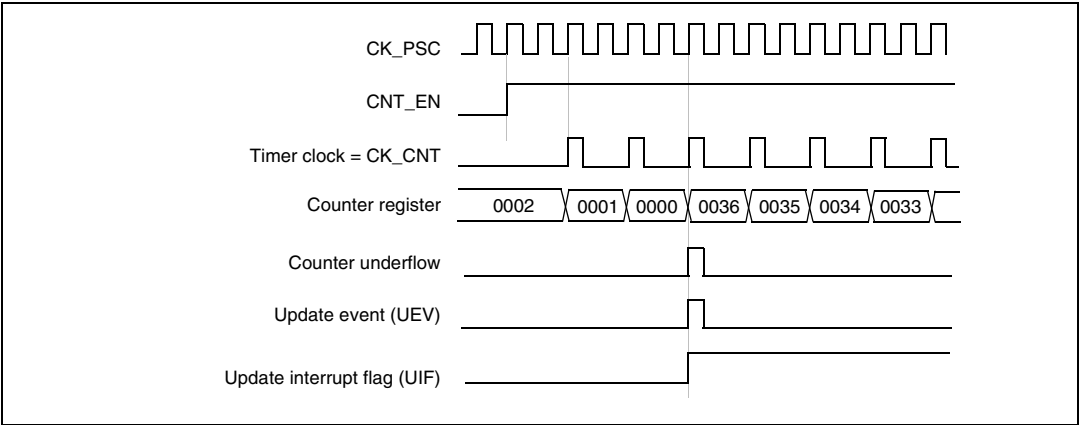 CK_PSC
CNT_EN
Timer clock = CK_CNT
Counter register 0002 0001 0000 0036 0035 0034 0033
Counter underflow
Update event (UEV)
Update interrupt flag (UIF)